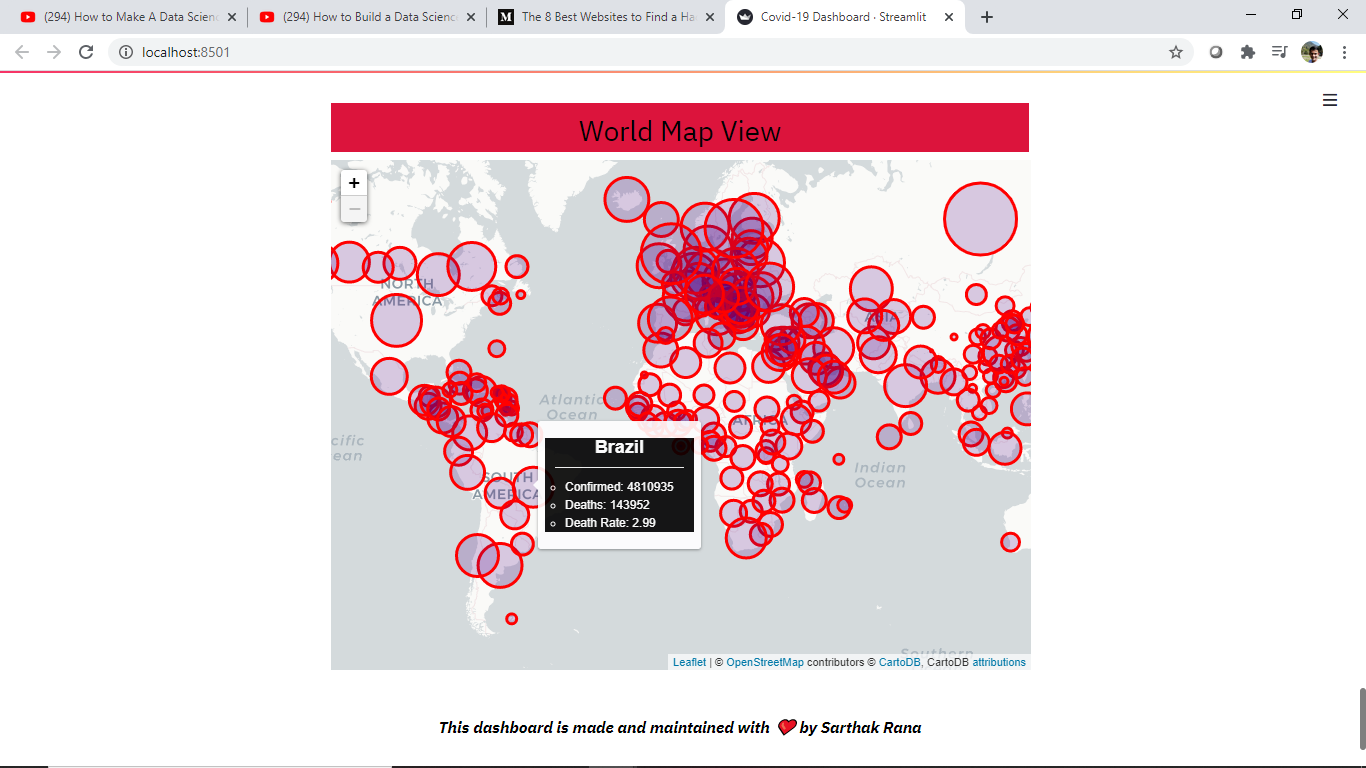 (294) How to Make A Data Scienc
(294) How to Build a Data Scienc
M The 8 Best Websites to Find a Ha
Covid-19 Dashboard · Streamlit
localhost:8501
World Map View
+
−
NORTH
AMERICA
ASIA
Atlantic
Ocean
AFRICA
cific
ean
Indian
Ocean
SOUTH
AMERICA
Brazil
Confirmed: 4810935
Deaths: 143952
Death Rate: 2.99
Southern
Leaflet | © OpenStreetMap contributors © CartoDB, CartoDB attributions
This dashboard is made and maintained with ❤ by Sarthak Rana